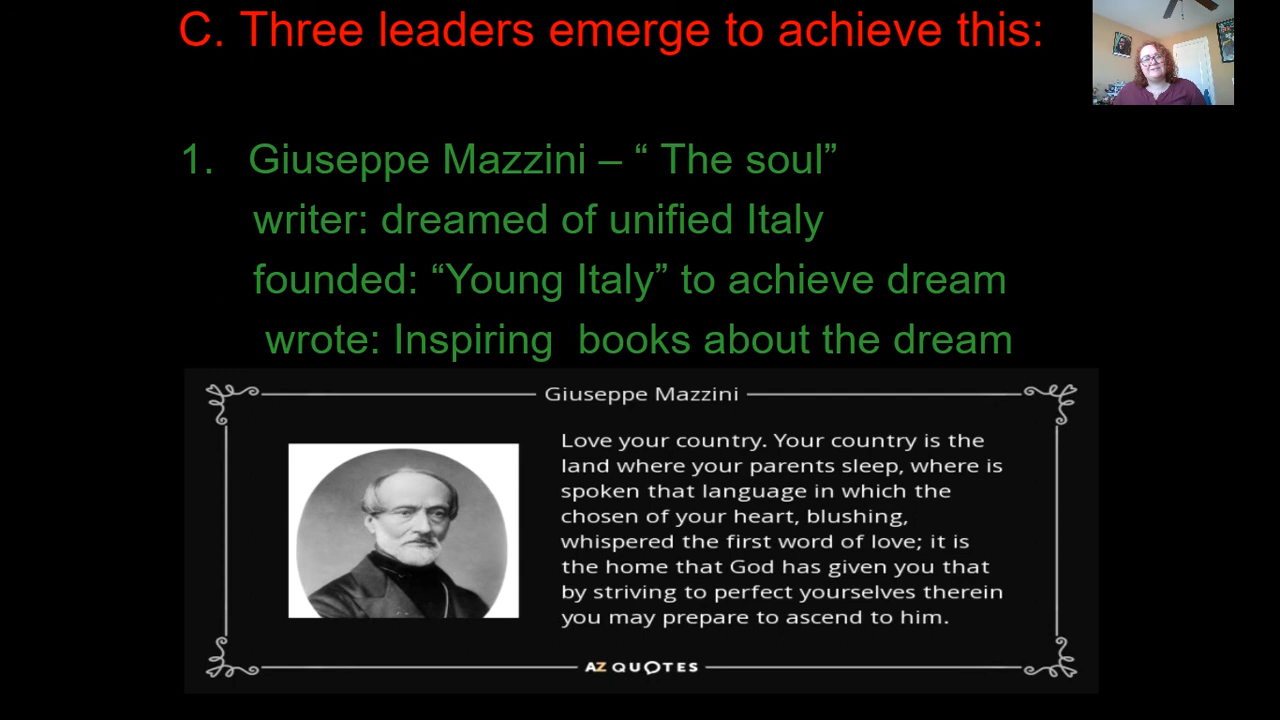 C. Three leaders emerge to achieve this:
1. Giuseppe Mazzini – “ The soul”
writer: dreamed of unified Italy
founded: “Young Italy” to achieve dream
wrote: Inspiring  books about the dream
Giuseppe Mazzini
Love your country. Your country is the
land where your parents sleep, where is
spoken that language in which the
chosen of your heart, blushing,
whispered the first word of love; it is
the home that God has given you that
by striving to perfect yourselves therein
you may prepare to ascend to him.
AZ QUOTES